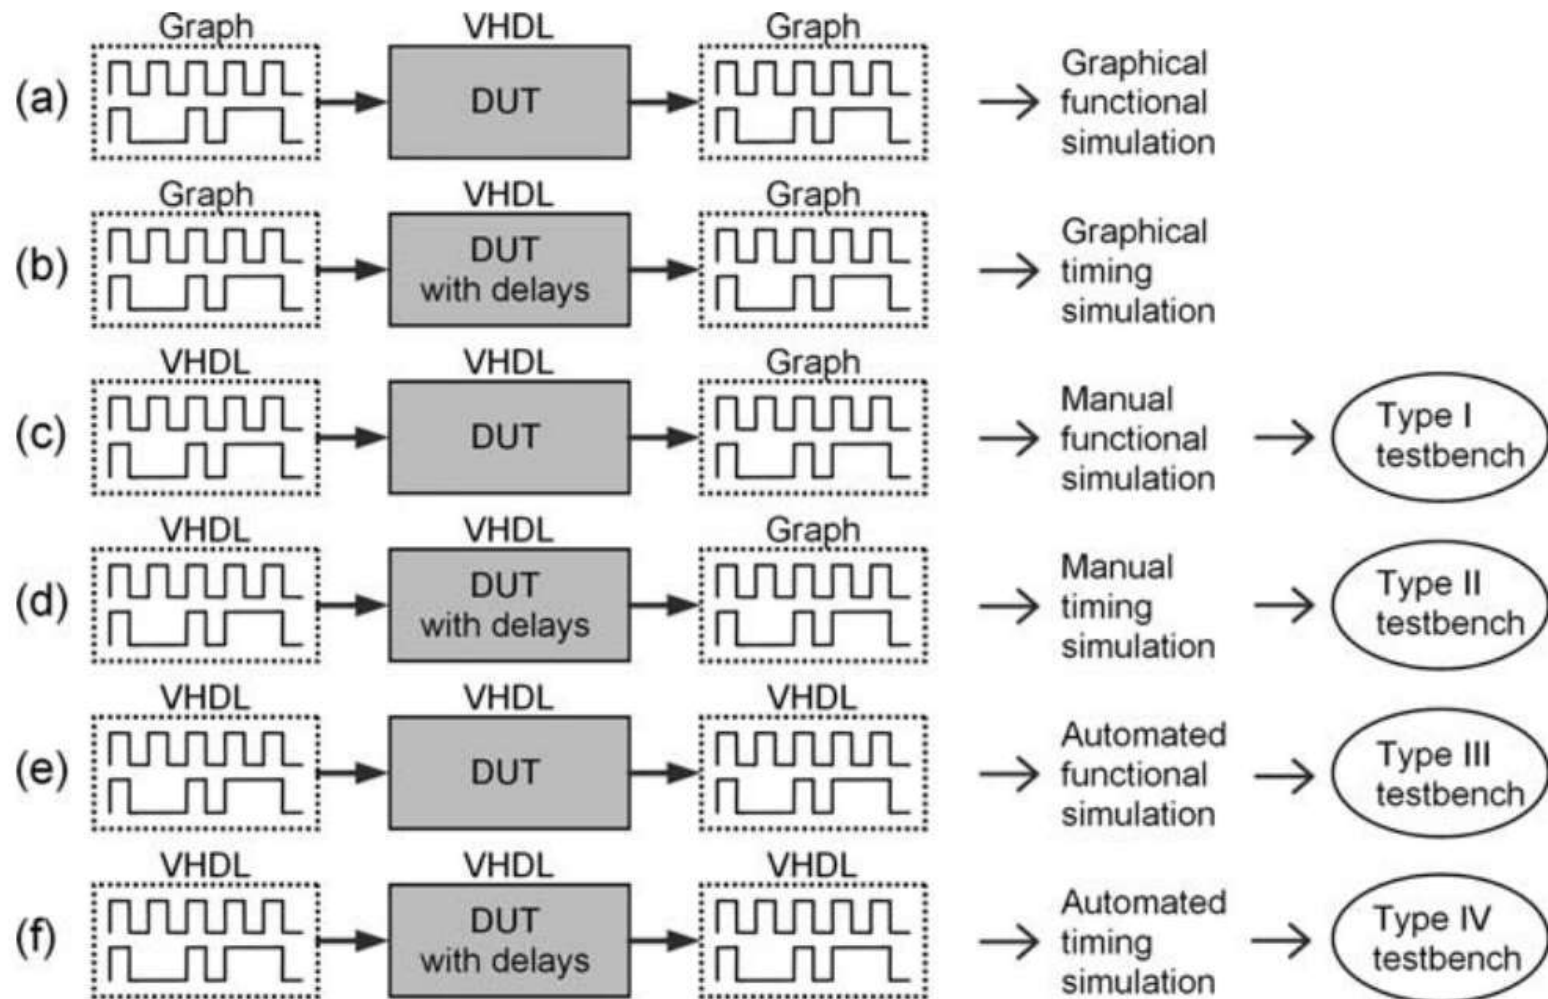 Graph VHDL Graph
(a) DUT Graphical
functional
simulation
Graph VHDL Graph
(b) DUT Graphical
with delays timing
simulation
VHDL VHDL Graph
(c) DUT Manual Type I
functional testbench
simulation
VHDL VHDL Graph
(d) DUT Manual Type II
with delays timing testbench
simulation
VHDL VHDL VHDL
(e) DUT Automated Type III
functional testbench
simulation
VHDL VHDL VHDL
(f) DUT Automated Type IV
with delays timing testbench
simulation